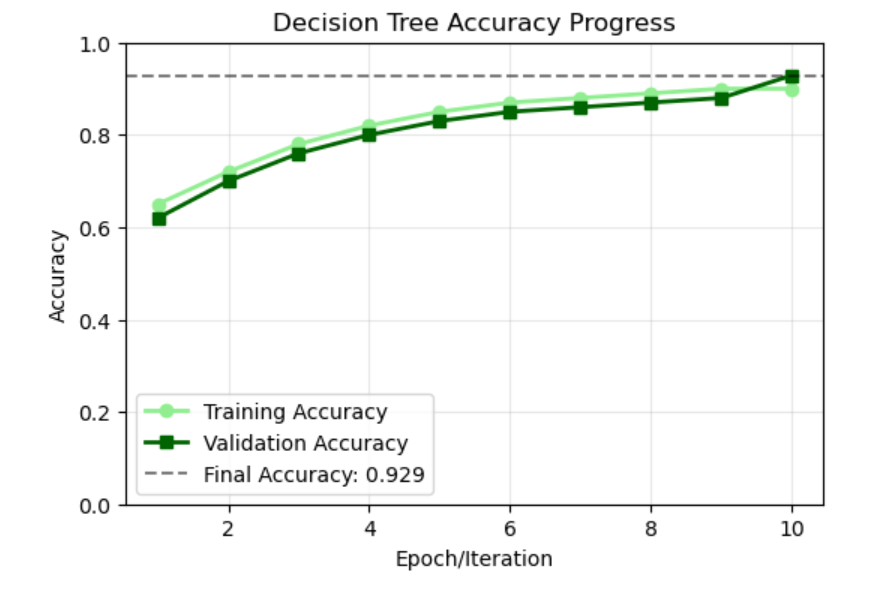 Decision Tree Accuracy Progress
1.0
0.8
0.6
0.4
0.2
0.0
Accuracy
Training Accuracy
Validation Accuracy
Final Accuracy: 0.929
2 4 6 8 10
Epoch/Iteration